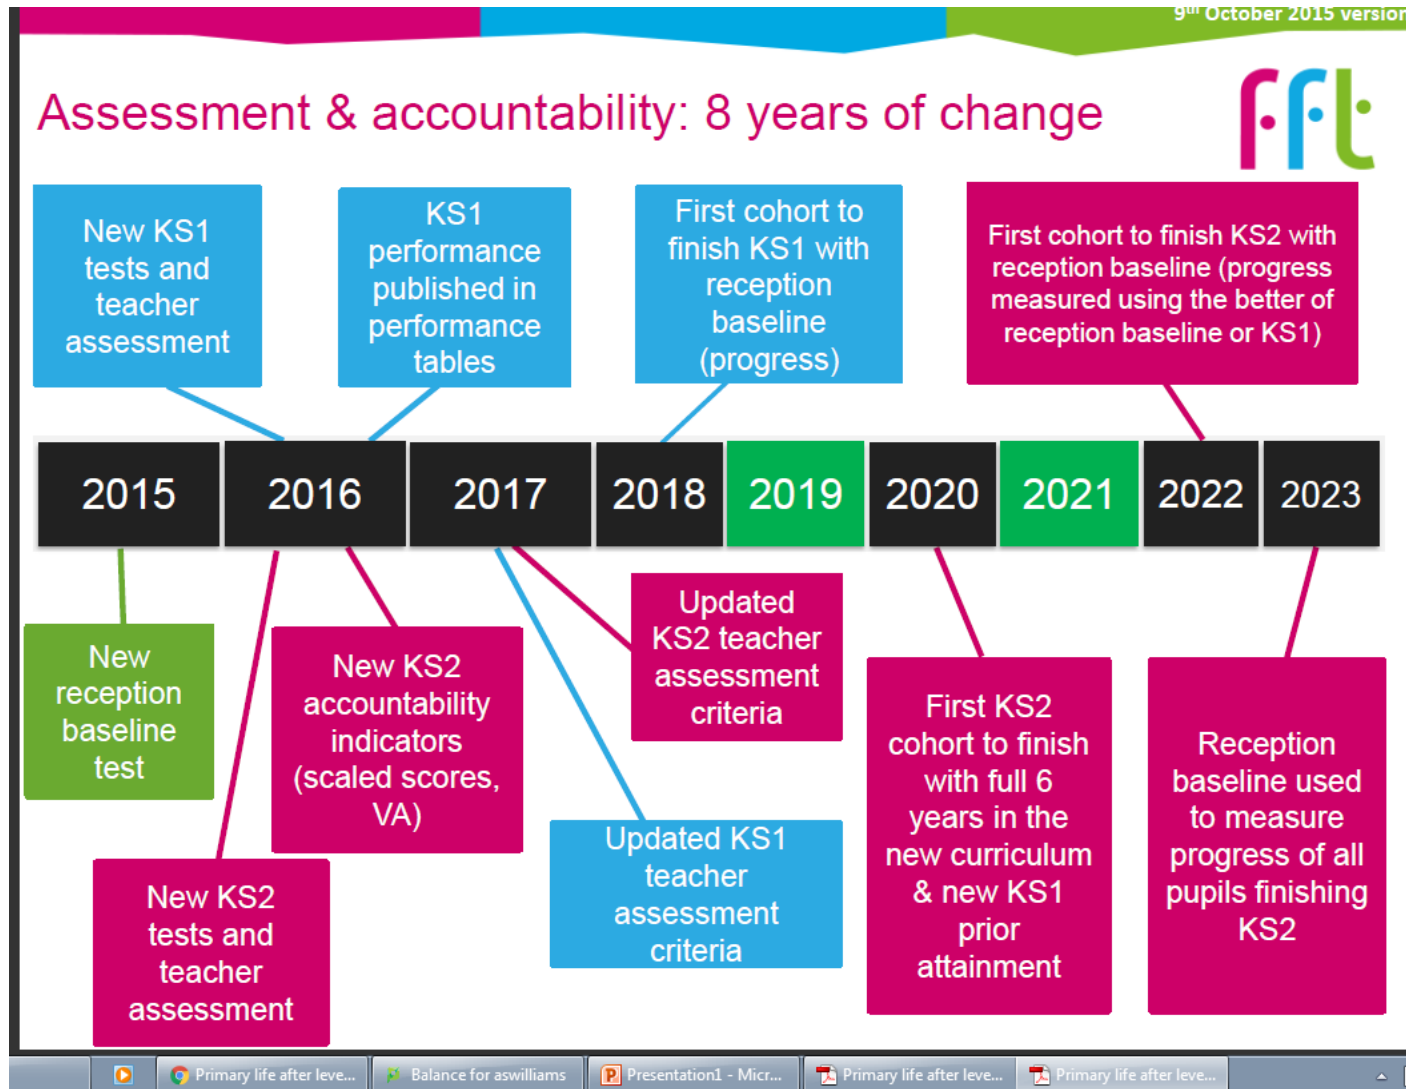 9th October 2015 version
Assessment & accountability: 8 years of change
fft
New KS1
tests and
teacher
assessment
KS1
performance
published in
performance
tables
First cohort to
finish KS1 with
reception
baseline
(progress)
First cohort to finish KS2 with
reception baseline (progress
measured using the better of
reception baseline or KS1)
2015
2016
2017
2018
2019
2020
2021
2022
2023
New
reception
baseline
test
New KS2
tests and
teacher
assessment
New KS2
accountability
indicators
(scaled scores,
VA)
Updated KS1
teacher
assessment
criteria
Updated
KS2 teacher
assessment
criteria
First KS2
cohort to finish
with full 6
years in the
new curriculum
& new KS1
prior
attainment
Reception
baseline used
to measure
progress of all
pupils finishing
KS2
Primary life after leve...
Balance for aswilliams
Presentation1 - Micr...
Primary life after leve...
Primary life after leve...